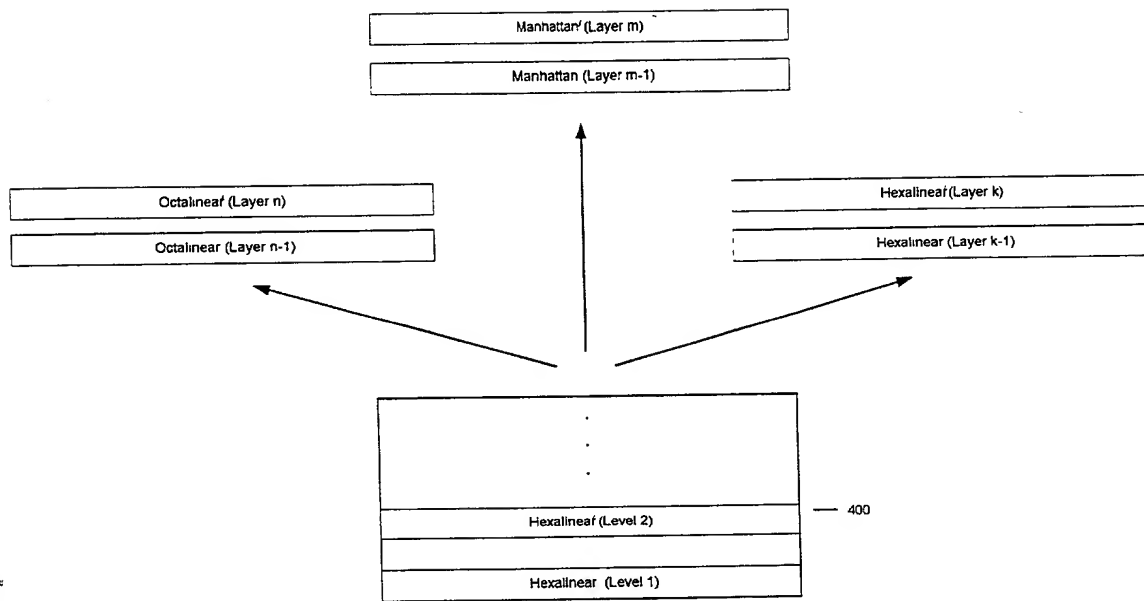 Manhattan' (Layer m)
Manhattan (Layer m-1)
Octalinear' (Layer n)
Octalinear (Layer n-1)
Hexalinear' (Layer k)
Hexalinear (Layer k-1)
Hexalinear' (Level 2)
400
Hexalinear (Level 1)